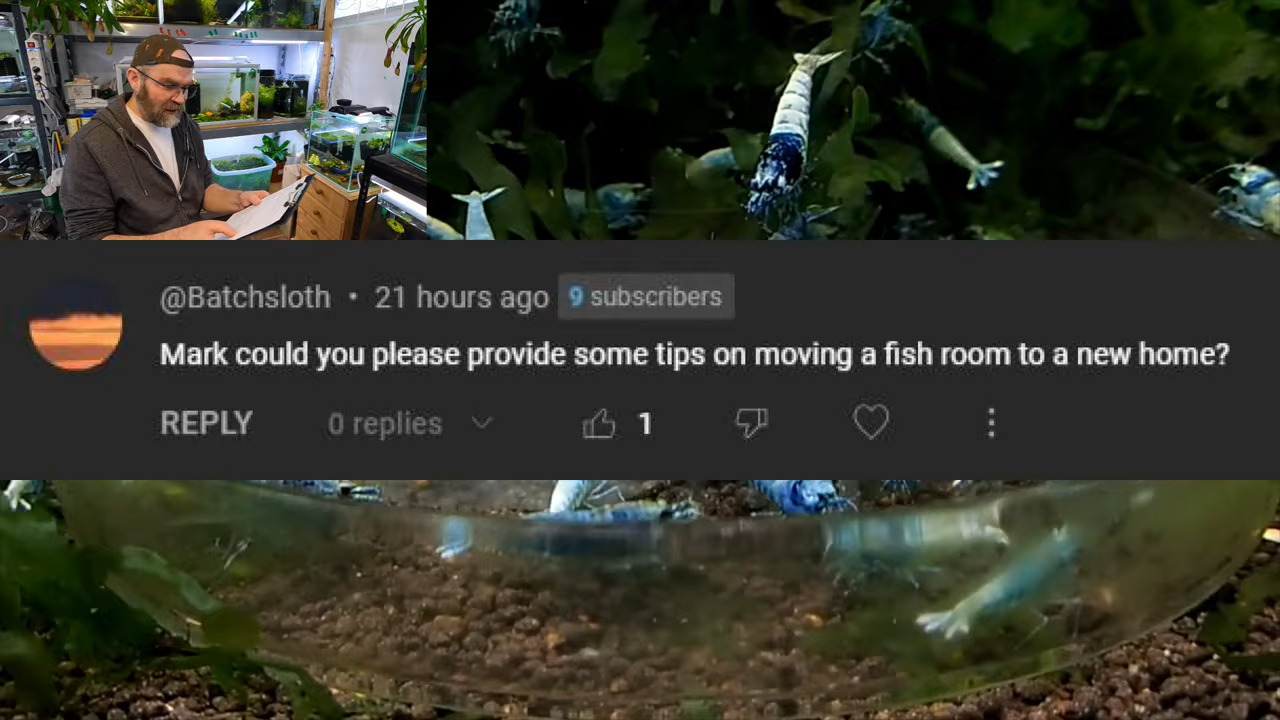 @Batchsloth • 21 hours ago 9 subscribers
Mark could you please provide some tips on moving a fish room to a new home?
REPLY 0 replies 1